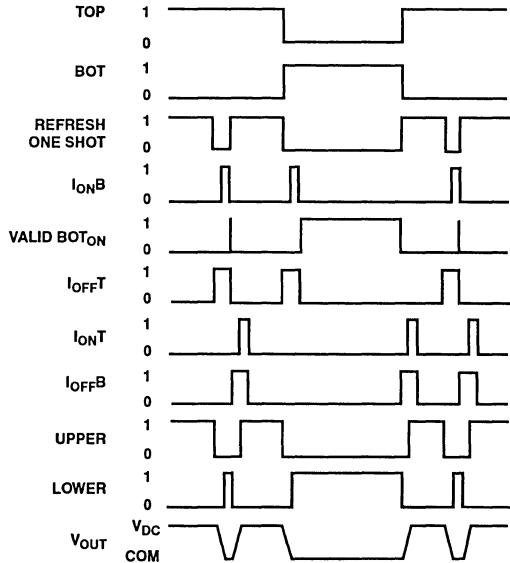 TOP 1
0
BOT 1
0
REFRESH 1
ONE SHOT 0
IONB 1
0
VALID BOTON 1
0
IOFFT 1
0
IONT 1
0
IOFFB 1
0
UPPER 1
0
LOWER 1
0
VOUT VDC
COM